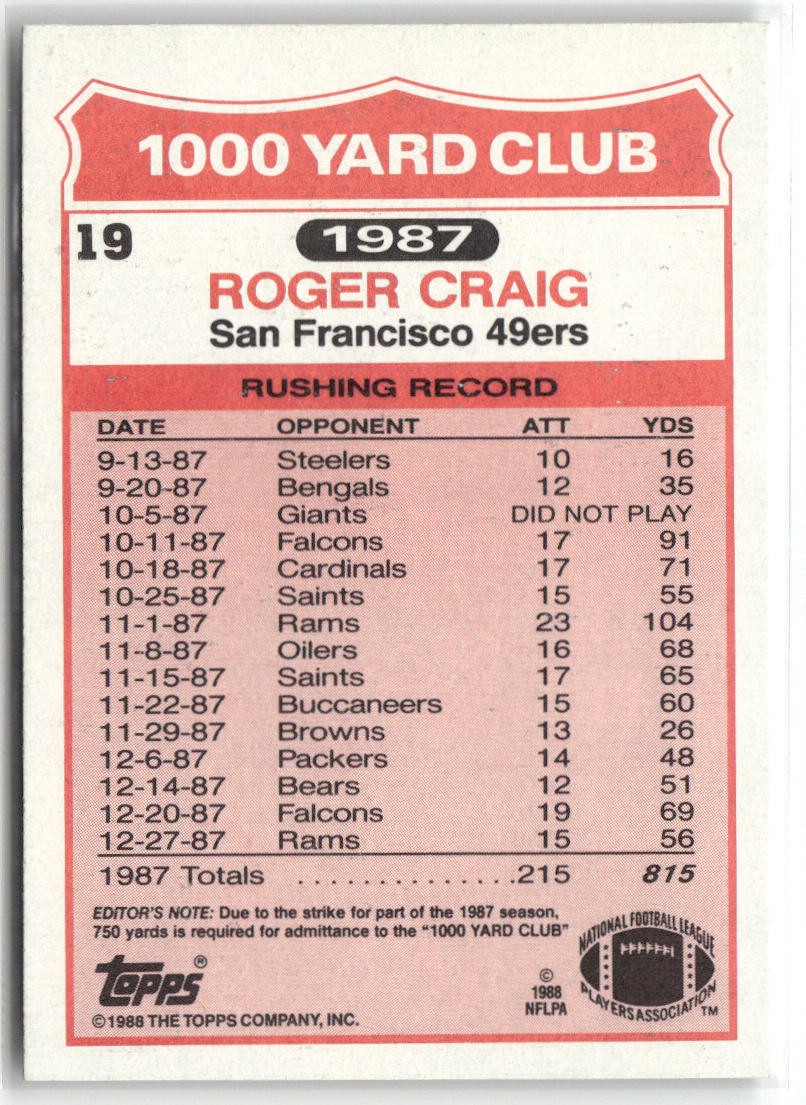 1000 YARD CLUB
19
1987
ROGER CRAIG
San Francisco 49ers
RUSHING RECORD
DATE OPPONENT ATT YDS
9-13-87 Steelers 10 16
9-20-87 Bengals 12 35
10-5-87 Giants DID NOT PLAY
10-11-87 Falcons 17 91
10-18-87 Cardinals 17 71
10-25-87 Saints 15 55
11-1-87 Rams 23 104
11-8-87 Oilers 16 68
11-15-87 Saints 17 65
11-22-87 Buccaneers 15 60
11-29-87 Browns 13 26
12-6-87 Packers 14 48
12-14-87 Bears 12 51
12-20-87 Falcons 19 69
12-27-87 Rams 15 56
1987 Totals ..............215 815
EDITOR'S NOTE: Due to the strike for part of the 1987 season,
750 yards is required for admittance to the "1000 YARD CLUB"
Topps®
©1988 THE TOPPS COMPANY, INC.
©
1988
NFLPA
NATIONAL FOOTBALL LEAGUE
PLAYERS ASSOCIATION™